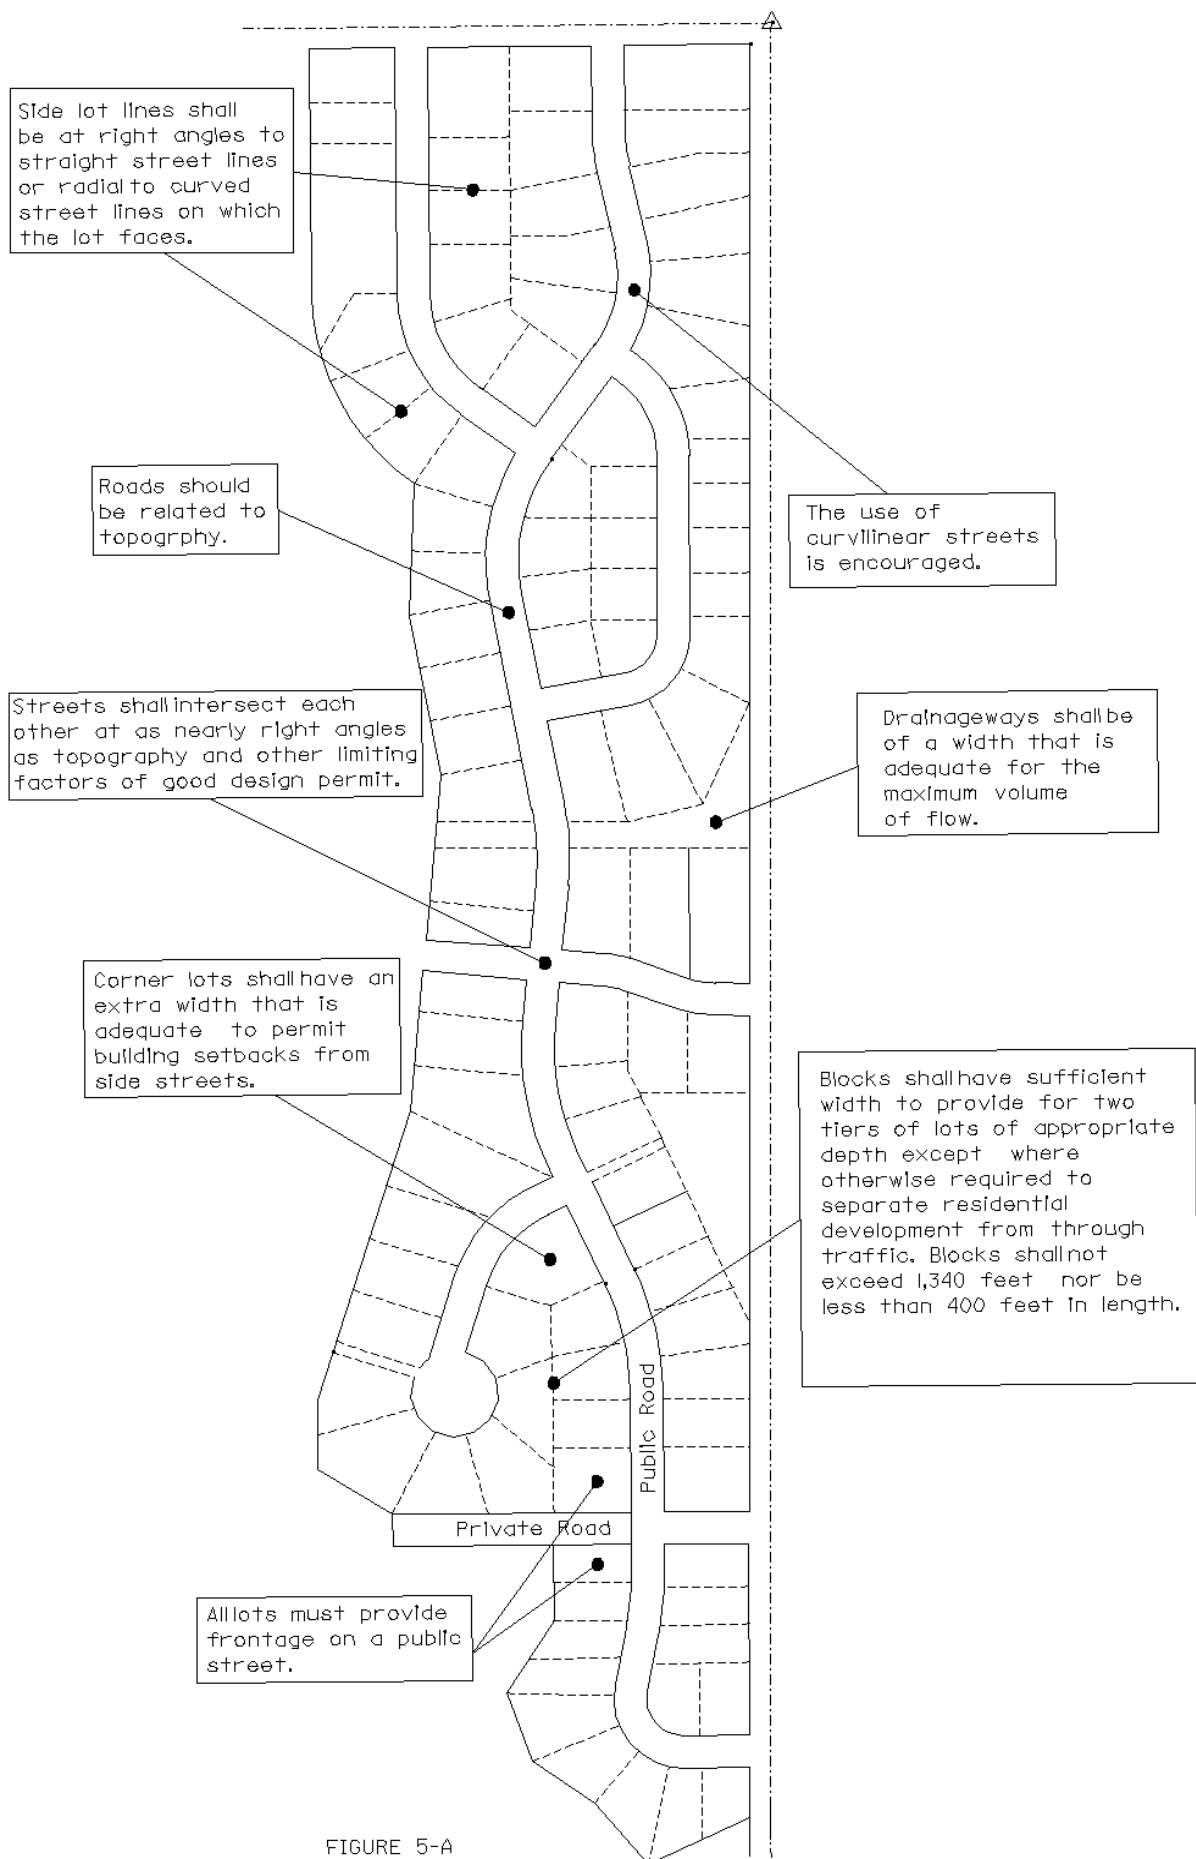 Side lot lines shall
be at right angles to
straight street lines
or radial to curved
street lines on which
the lot faces.
Roads should
be related to
topogrphy.
The use of
curvilinear streets
is encouraged.
Streets shall intersect each
other at as nearly right angles
as topography and other limiting
factors of good design permit.
Drainageways shall be
of a width that is
adequate for the
maximum volume
of flow.
Corner lots shall have an
extra width that is
adequate to permit
building setbacks from
side streets.
Blocks shall have sufficient
width to provide for two
tiers of lots of appropriate
depth except where
otherwise required to
separate residential
development from through
traffic. Blocks shall not
exceed 1,340 feet nor be
less than 400 feet in length.
Public Road
Private Road
All lots must provide
frontage on a public
street.
FIGURE 5-A